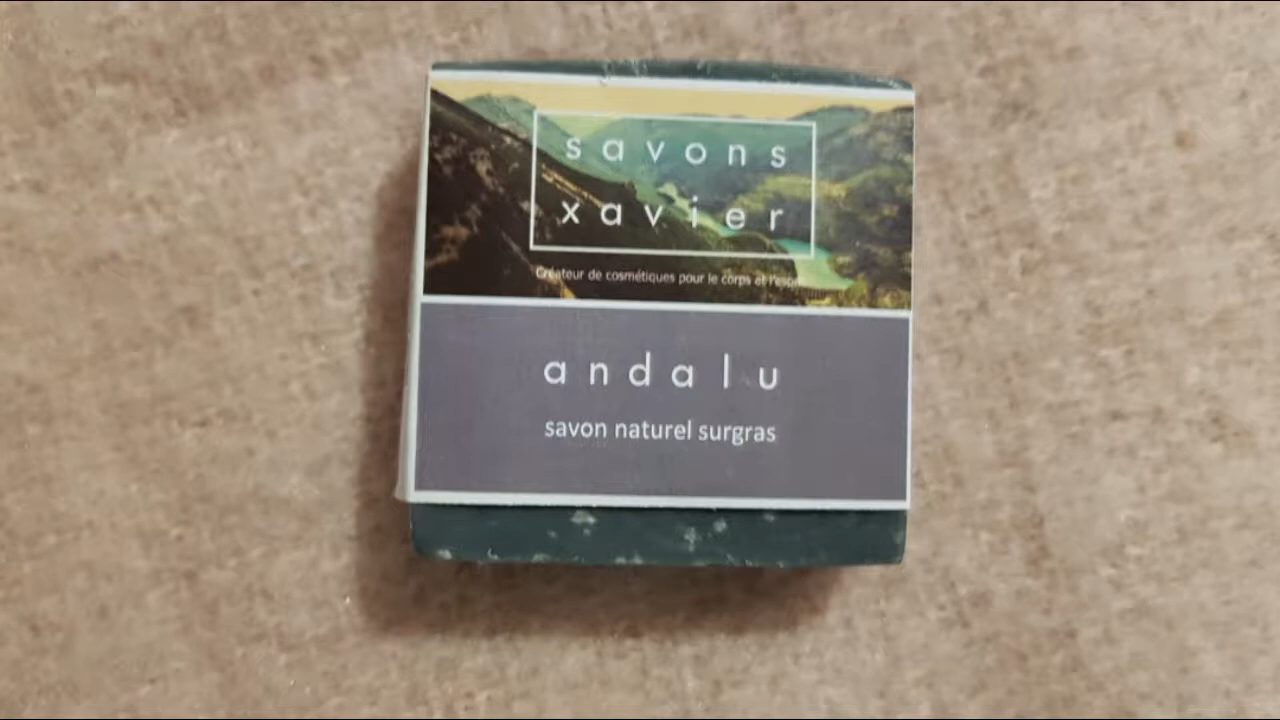 savons
xavier
Créateur de cosmétiques pour le corps et l'esprit
andalu
savon naturel surgras